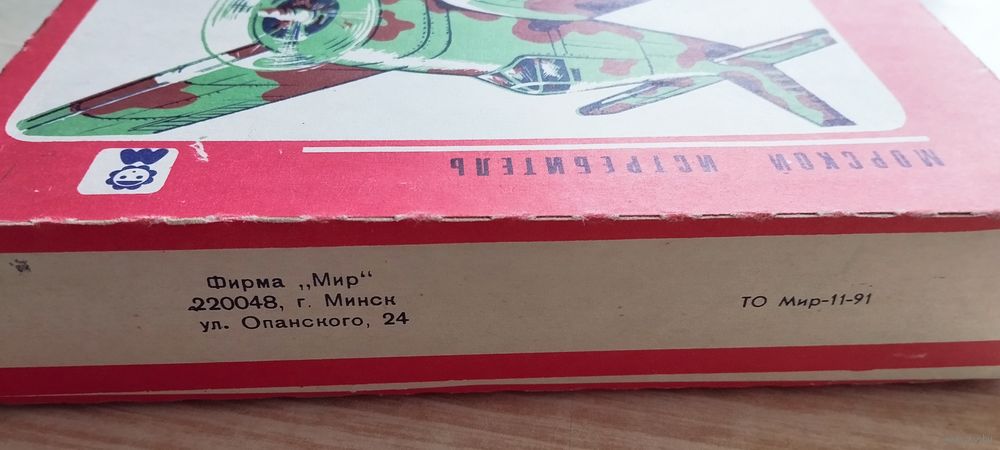 МОРСКОЙ ИСТРЕБИТЕЛЬ
Фирма „Мир“
220048, г. Минск
ул. Опанского, 24
ТО Мир-11-91